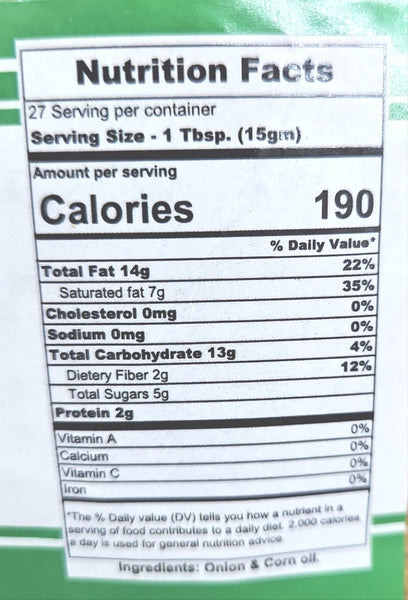 Nutrition Facts
27 Serving per container
Serving Size - 1 Tbsp. (15gm)
Amount per serving
Calories 190
% Daily Value*
Total Fat 14g 22%
Saturated fat 7g 35%
Cholesterol 0mg 0%
Sodium 0mg 0%
Total Carbohydrate 13g 4%
Dietery Fiber 2g 12%
Total Sugars 5g
Protein 2g
Vitamin A 0%
Calcium 0%
Vitamin C 0%
Iron 0%
*The % Daily value (DV) tells you how a nutrient in a
serving of food contributes to a daily diet. 2,000 calories
a day is used for general nutrition advice.
Ingredients: Onion & Corn oil.